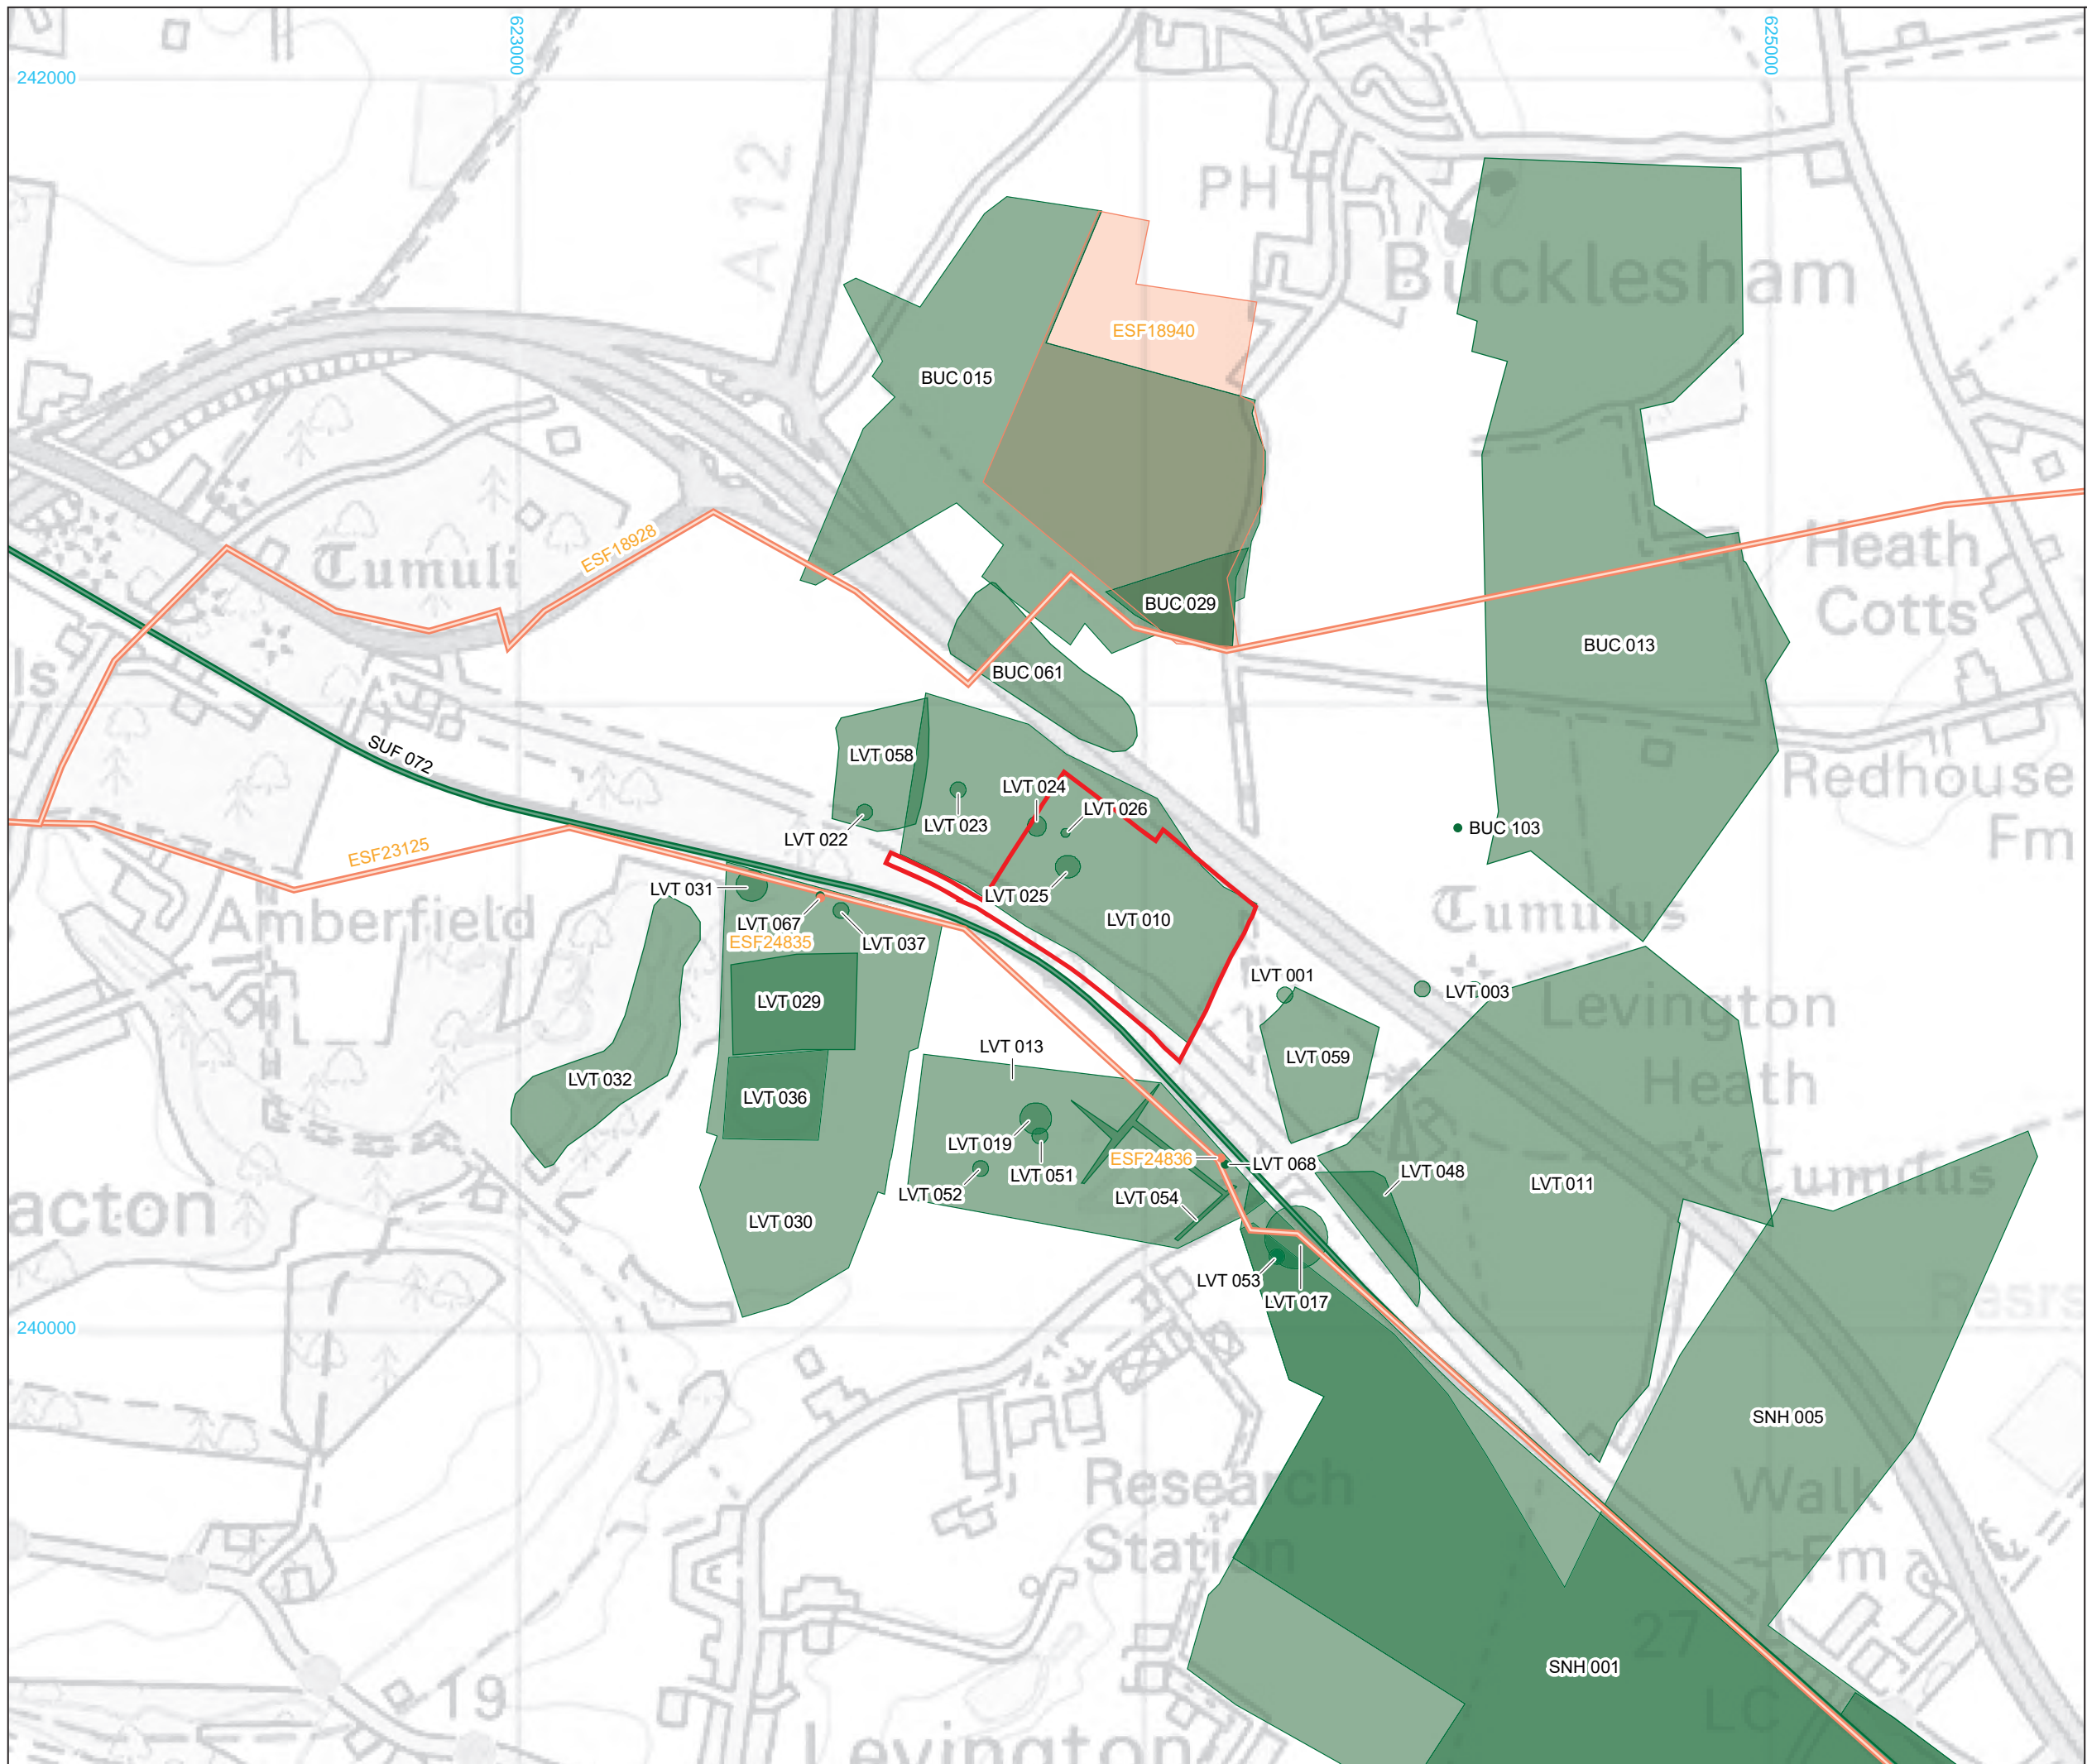 623000
625000
242000
A12
PH
Bucklesham
ESF18940
BUC 015
ESF18928
Tumuli
Heath
Cotts
BUC 029
BUC 013
BUC 061
ls
SUF 072
LVT 058
LVT 024
LVT 026
Redhouse
Fm
LVT 023
LVT 022
BUC 103
ESF23125
LVT 031
LVT 025
LVT 010
Amberfield
LVT 067
ESF24835
LVT 037
Tumulus
LVT 001
LVT 003
LVT 029
Levington
Heath
LVT 013
LVT 059
LVT 032
LVT 036
LVT 019
LVT 051
ESF24836
LVT 068
LVT 048
LVT 011
Tumulus
LVT 052
LVT 054
acton
LVT 030
LVT 053
LVT 017
Resrs
240000
SNH 005
Research
Station
Walk
Fm
27
SNH 001
LC
19
Levington